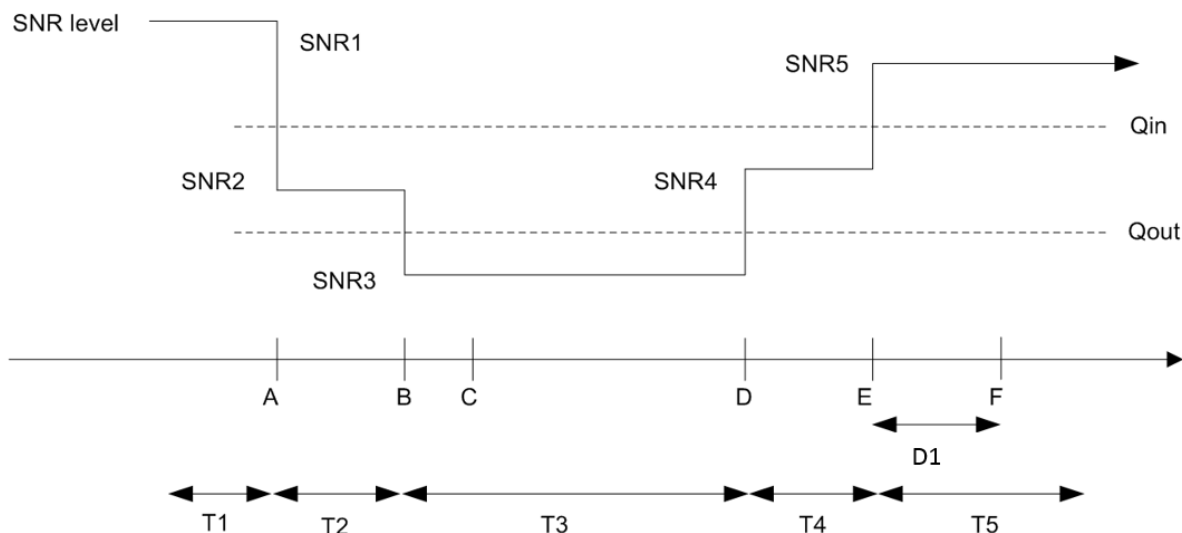 SNR level
SNR1
SNR5
Qin
SNR2
SNR4
Qout
SNR3
A B C D E F
D1
T1 T2 T3 T4 T5